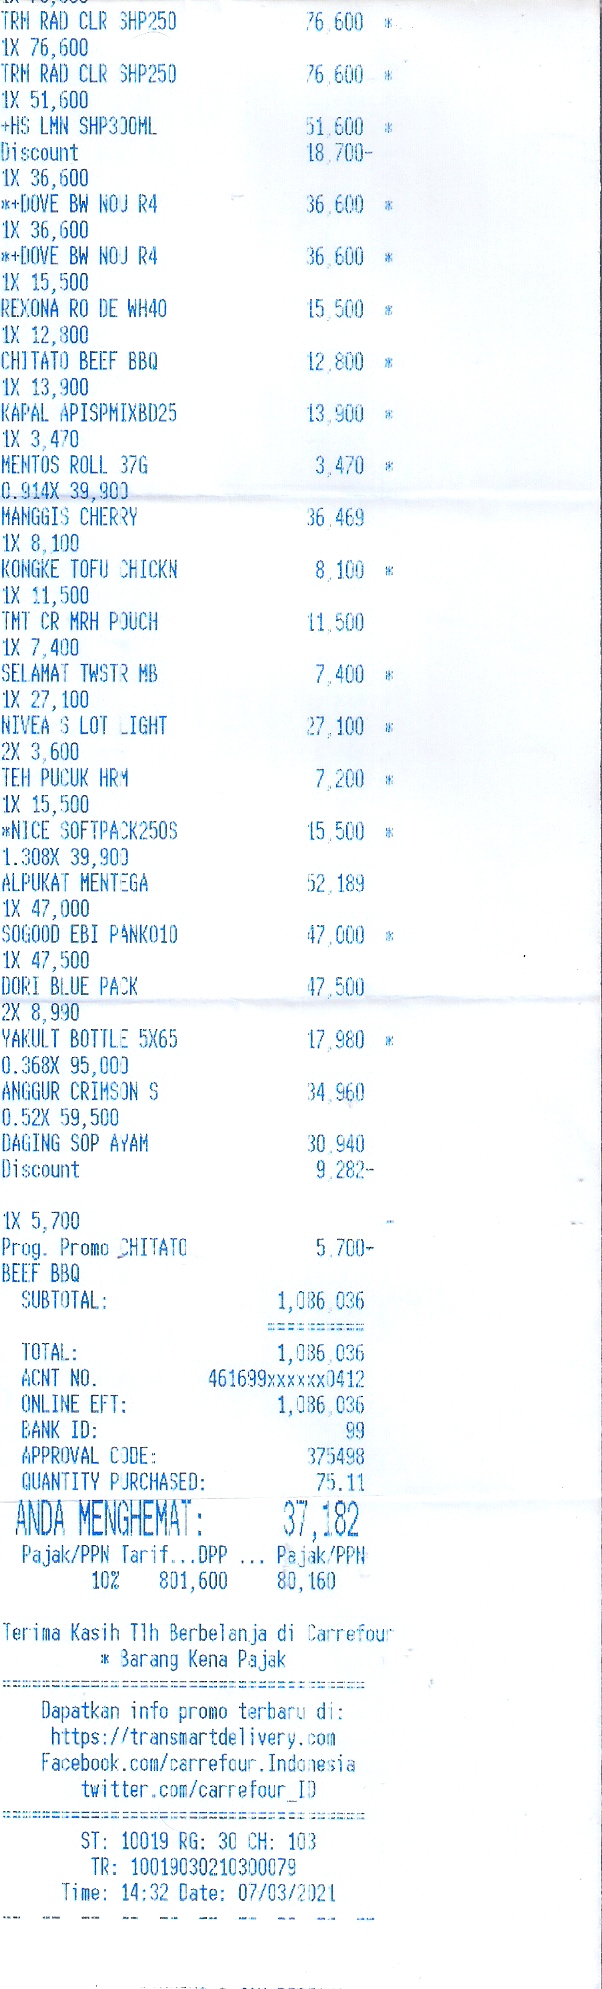 TRM RAD CLR SHP250 76,600 *
1X 76,600
TRM RAD CLR SHP250 76,600 *
1X 51,600
+HS LMN SHP300ML 51,600 *
Discount 18,700-
1X 36,600
*+DOVE BW NOJ R4 36,600 *
1X 36,600
*+DOVE BW NOJ R4 36,600 *
1X 15,500
REXONA RO DE WH40 15,500 *
1X 12,800
CHITATO BEEF BBQ 12,800 *
1X 13,900
KAPAL APISPMIXBD25 13,900 *
1X 3,470
MENTOS ROLL 37G 3,470 *
0.914X 39,900
MANGGIS CHERRY 36,469
1X 8,100
KONGKE TOFU CHICKN 8,100 *
1X 11,500
TMT CR MRH POUCH 11,500
1X 7,400
SELAMAT TWSTR MB 7,400 *
1X 27,100
NIVEA S LOT LIGHT 27,100 *
2X 3,600
TEH PUCUK HRM 7,200 *
1X 15,500
*NICE SOFTPACK250S 15,500 *
1.308X 39,900
ALPUKAT MENTEGA 52,189
1X 47,000
SOGOOD EBI PANKO10 47,000 *
1X 47,500
DORI BLUE PACK 47,500
2X 8,990
YAKULT BOTTLE 5X65 17,980 *
0.368X 95,000
ANGGUR CRIMSON S 34,960
0.52X 59,500
DAGING SOP AYAM 30,940
Discount 9,282-
1X 5,700 -
Prog. Promo CHITATO 5,700-
BEEF BBQ
SUBTOTAL: 1,086,036
==========
TOTAL: 1,086,036
ACNT NO. 461699xxxxxx0412
ONLINE EFT: 1,086,036
BANK ID: 99
APPROVAL CODE: 375498
QUANTITY PURCHASED: 75.11
ANDA MENGHEMAT: 37,182
Pajak/PPN Tarif...DPP ... Pajak/PPN
10% 801,600 80,160
Terima Kasih Tlh Berbelanja di Carrefour
* Barang Kena Pajak
======================================
Dapatkan info promo terbaru di:
https://transmartdelivery.com
Facebook.com/carrefour.Indonesia
twitter.com/carrefour_ID
======================================
ST: 10019 RG: 30 CH: 103
TR: 10019030210300079
Time: 14:32 Date: 07/03/2021
-- -- -- -- -- -- -- -- -- --